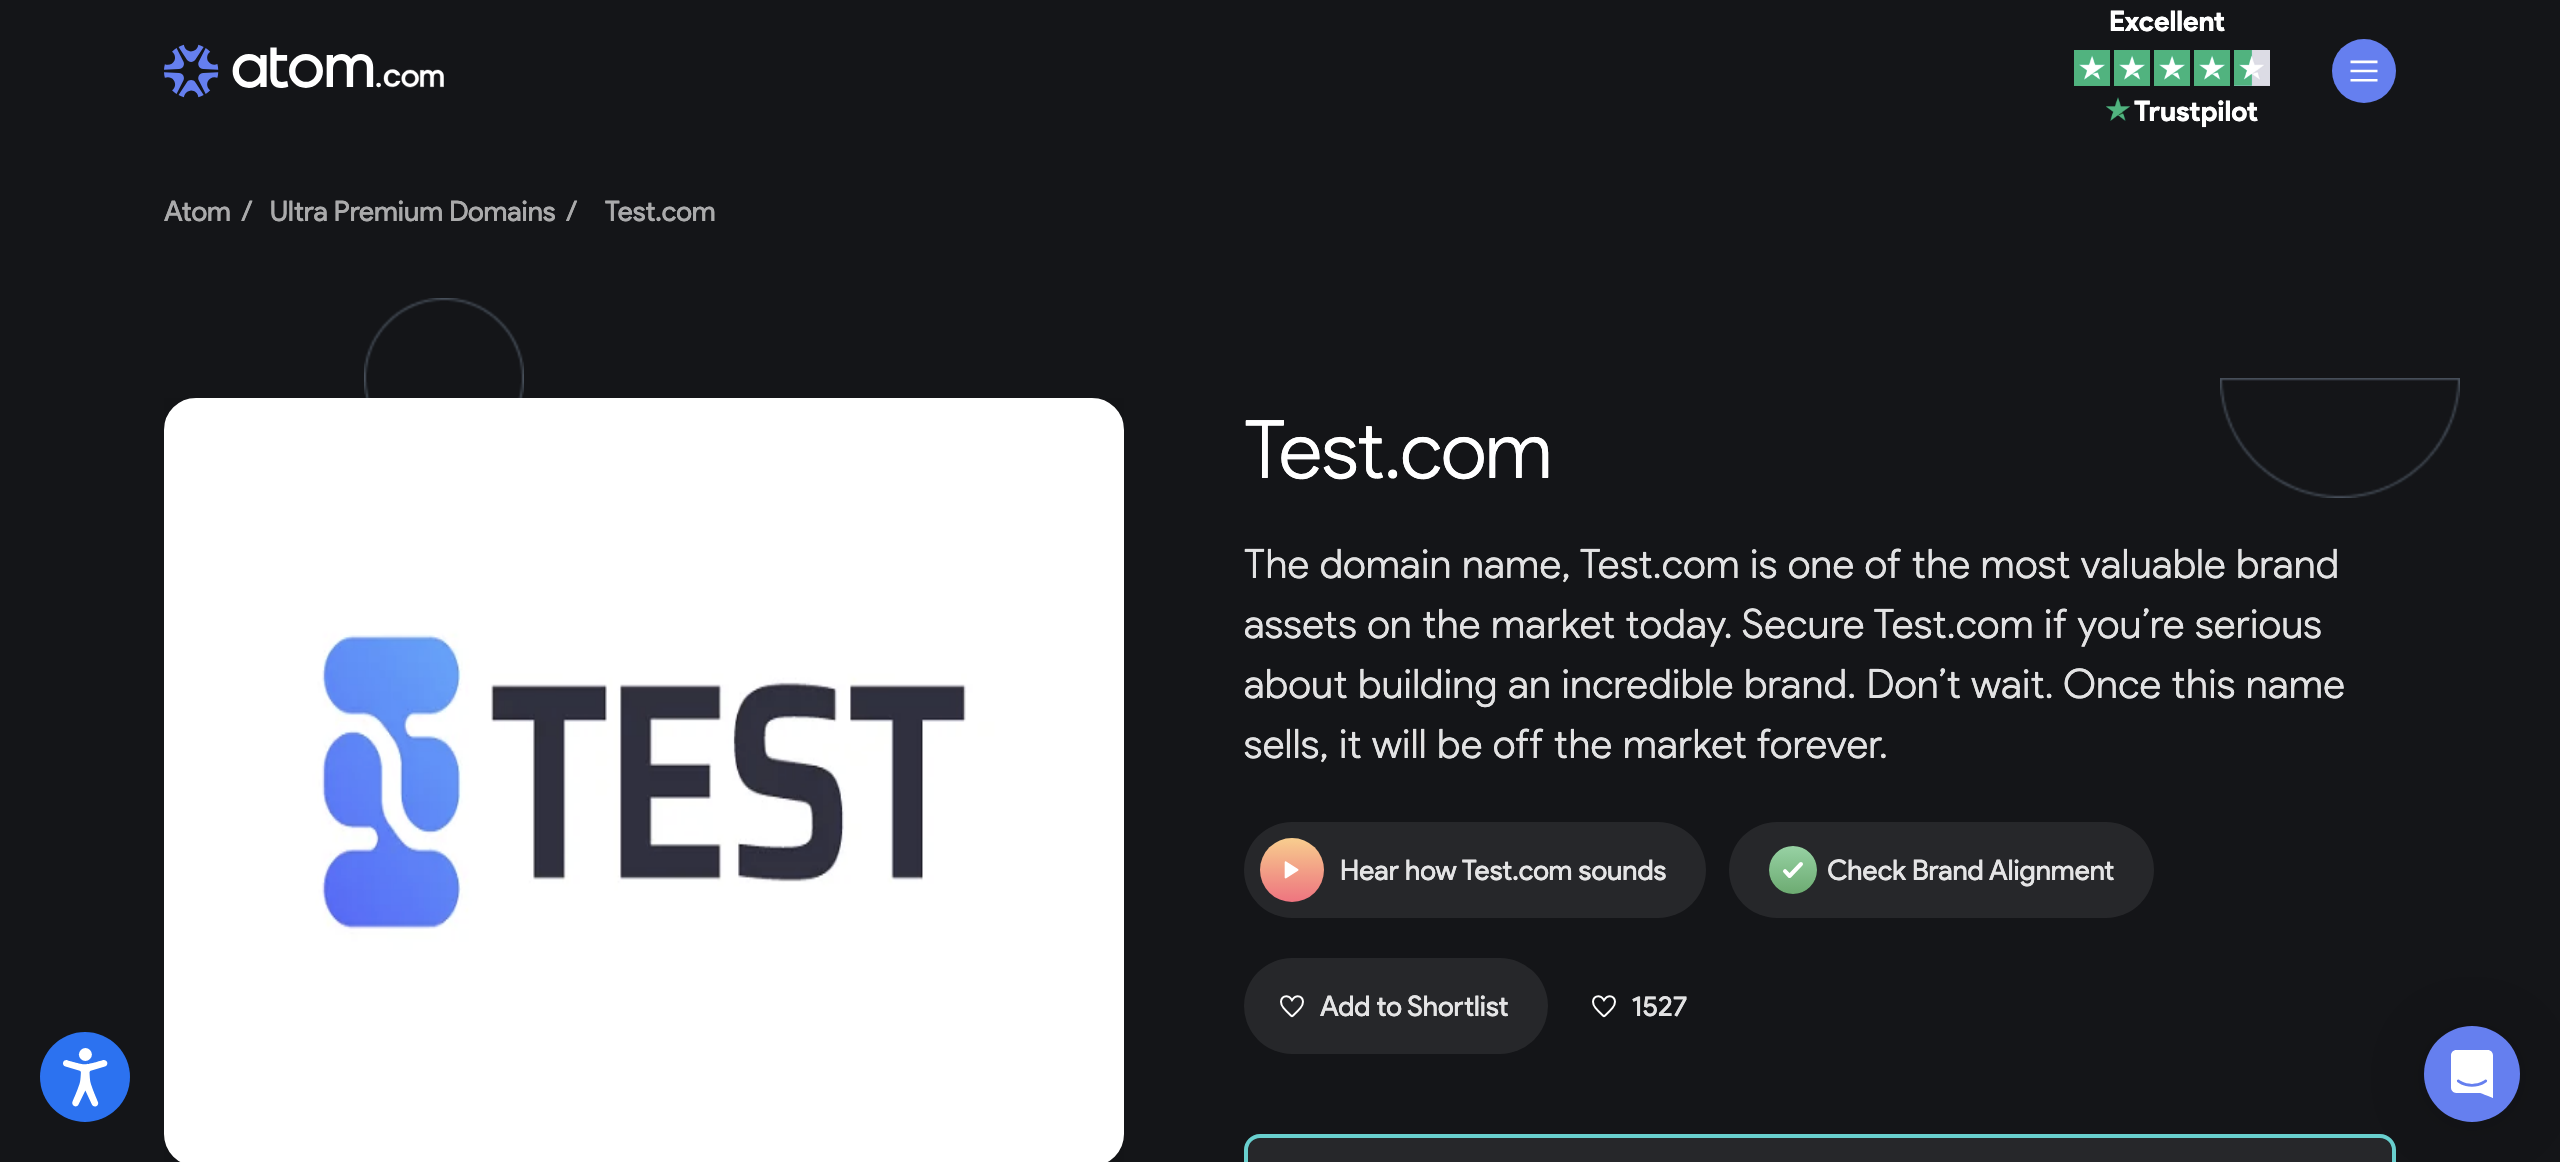 atom.com
Excellent
Trustpilot
Atom / Ultra Premium Domains / Test.com
TEST
Test.com
The domain name, Test.com is one of the most valuable brand
assets on the market today. Secure Test.com if you’re serious
about building an incredible brand. Don’t wait. Once this name
sells, it will be off the market forever.
Hear how Test.com sounds
Check Brand Alignment
Add to Shortlist
1527